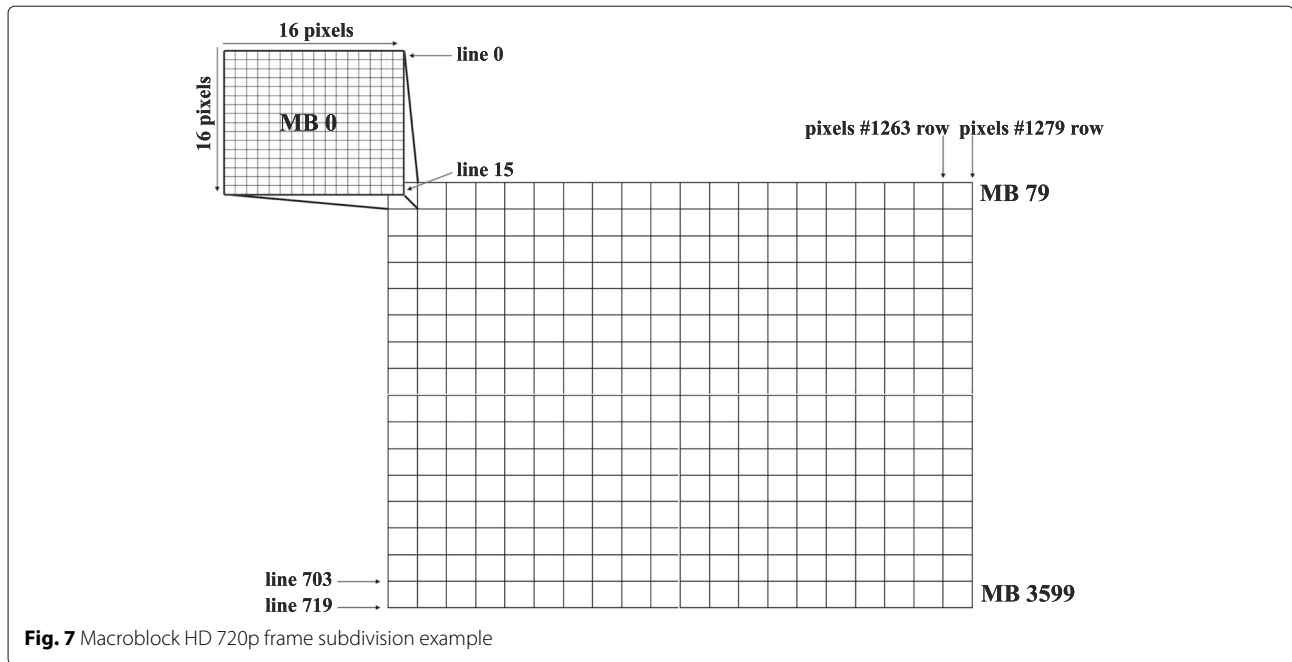 16 pixels
line 0
16 pixels
MB 0
pixels #1263 row
pixels #1279 row
line 15
MB 79
line 703
line 719
MB 3599
Fig. 7 Macroblock HD 720p frame subdivision example